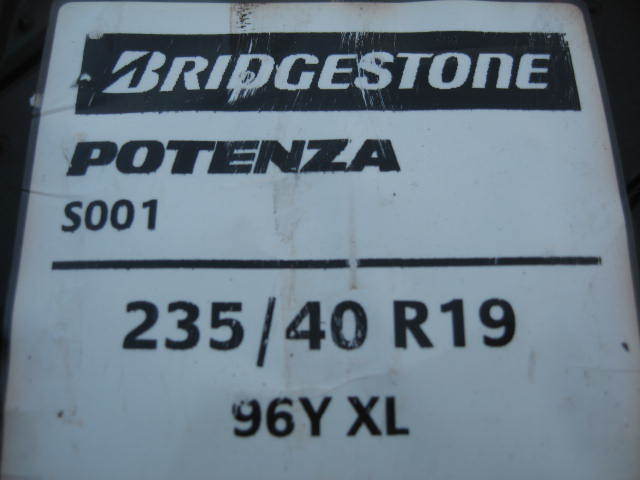 BRIDGESTONE
POTENZA
S001
235/40 R19
96Y XL